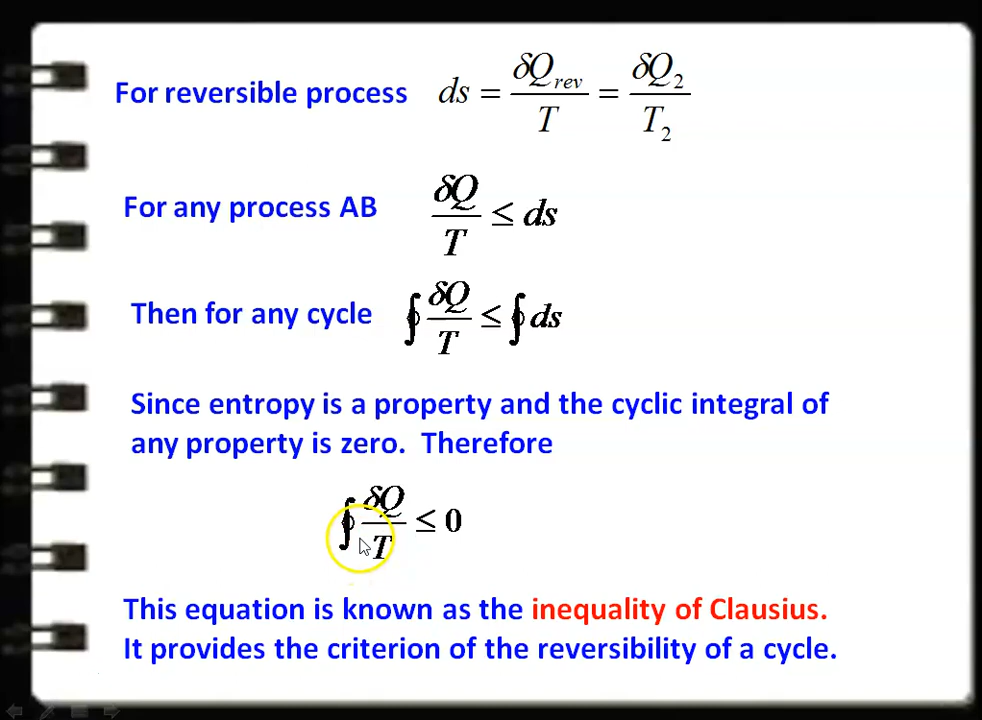 For reversible process ds = δQrev / T = δQ2 / T2
For any process AB δQ / T ≤ ds
Then for any cycle ∮ δQ / T ≤ ∮ ds
Since entropy is a property and the cyclic integral of
any property is zero. Therefore
∮ δQ / T ≤ 0
This equation is known as the inequality of Clausius.
It provides the criterion of the reversibility of a cycle.